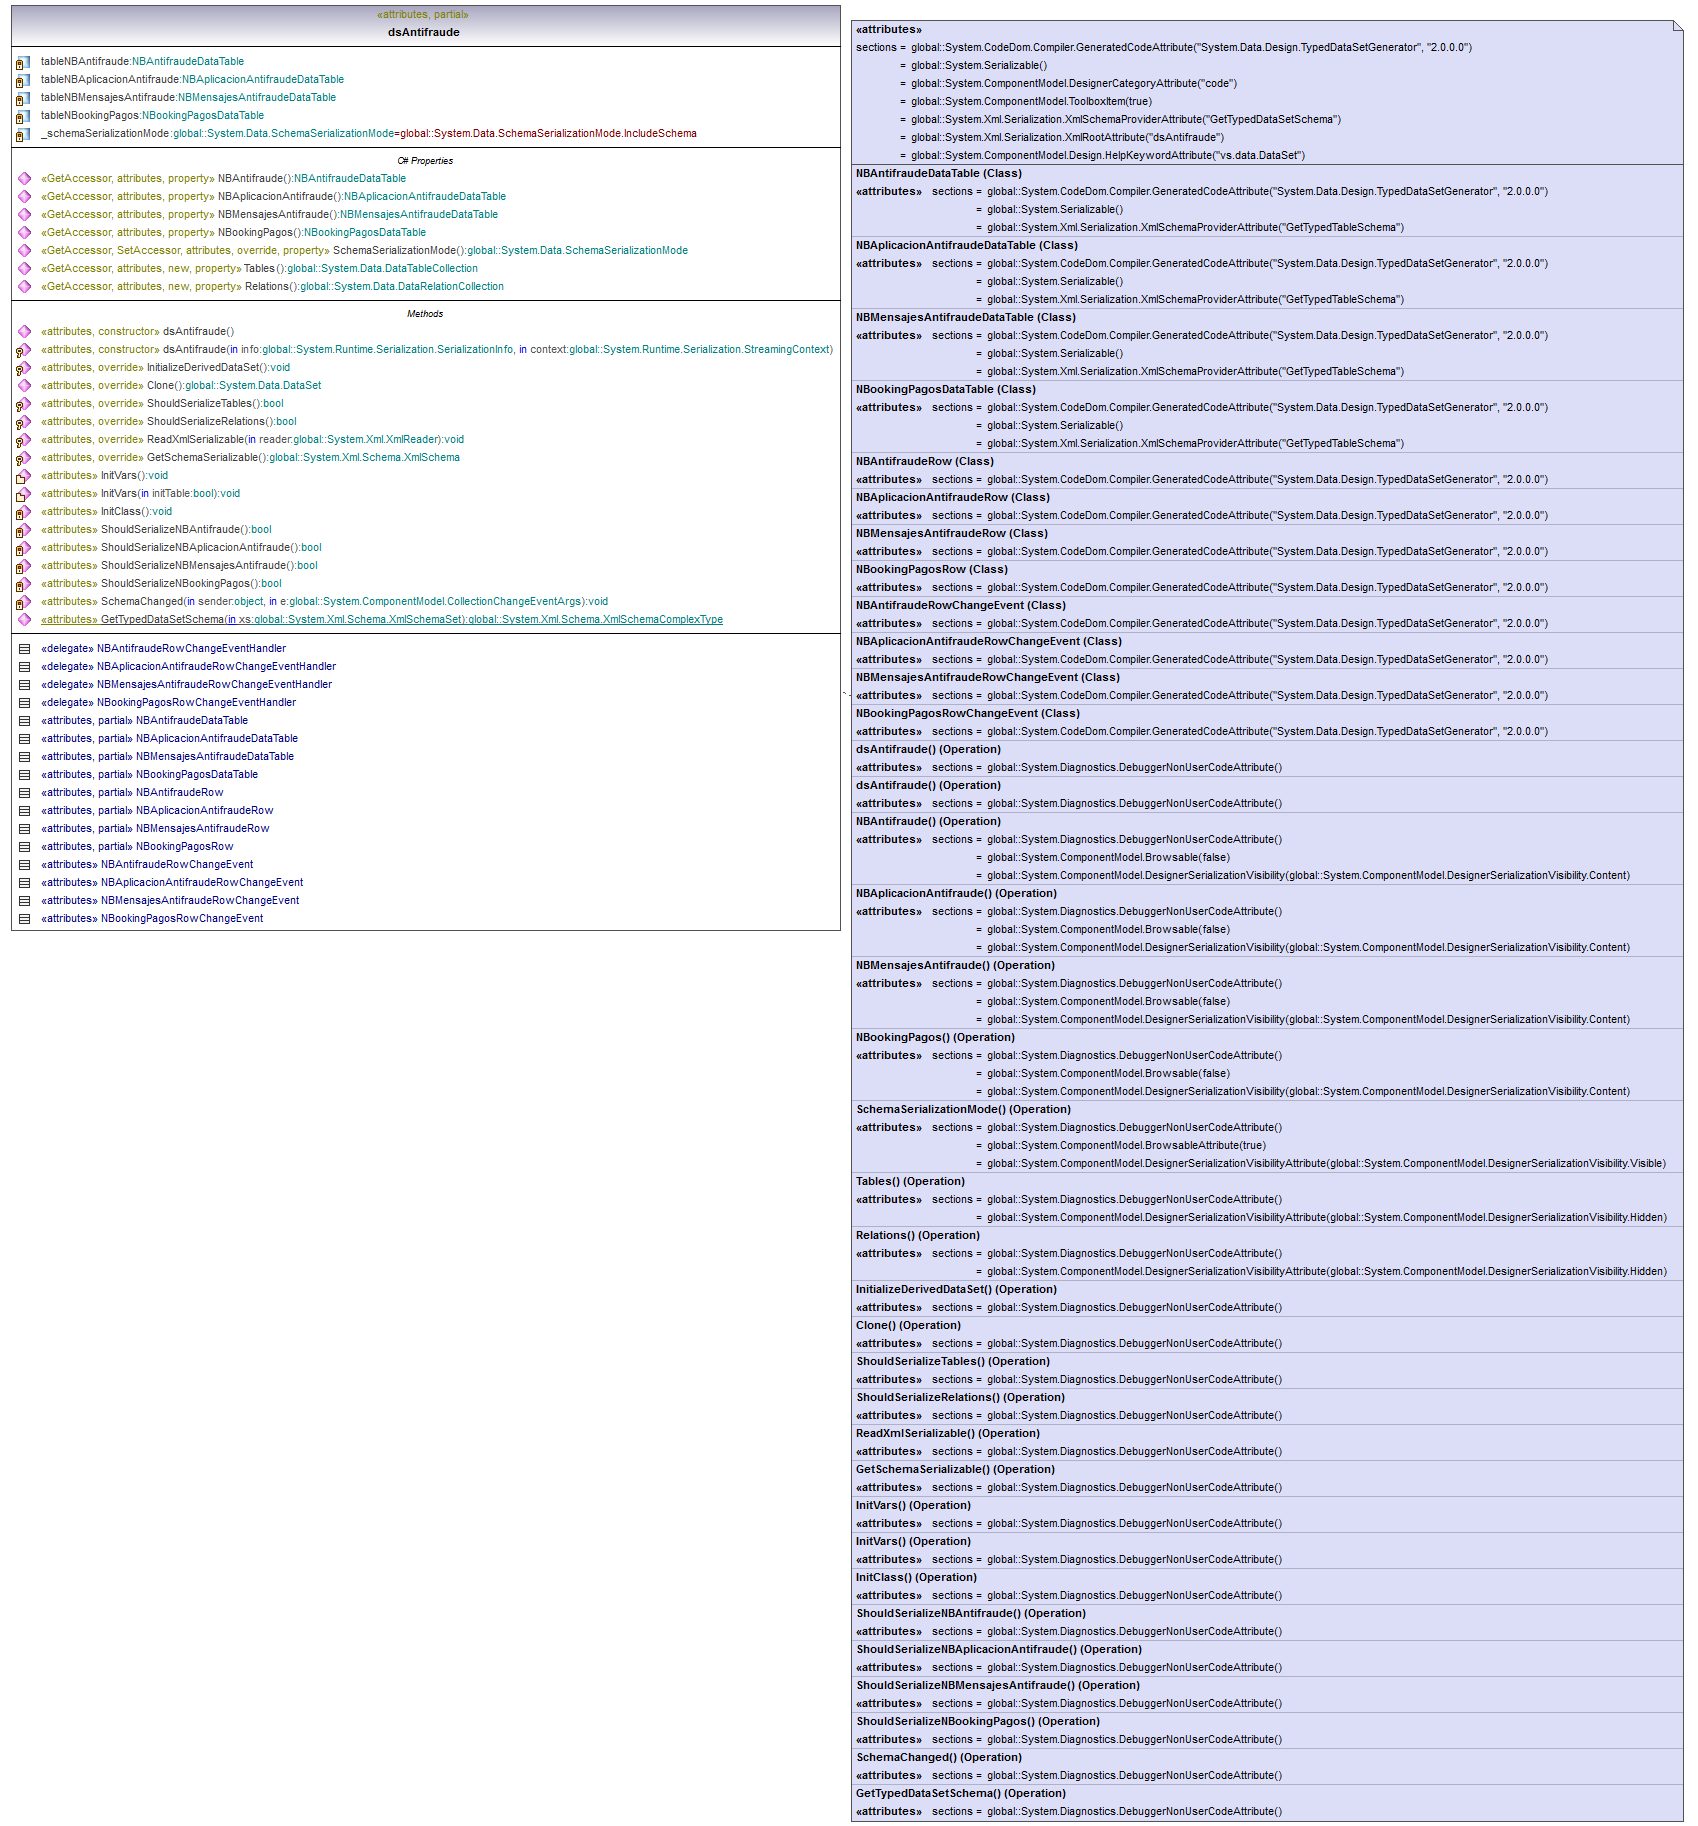 «attributes, partial»
dsAntifraude
tableNBAntifraude:NBAntifraudeDataTable
tableNBAplicacionAntifraude:NBAplicacionAntifraudeDataTable
tableNBMensajesAntifraude:NBMensajesAntifraudeDataTable
tableNBookingPagos:NBookingPagosDataTable
_schemaSerializationMode:global::System.Data.SchemaSerializationMode=global::System.Data.SchemaSerializationMode.IncludeSchema
C# Properties
«GetAccessor, attributes, property» NBAntifraude():NBAntifraudeDataTable
«GetAccessor, attributes, property» NBAplicacionAntifraude():NBAplicacionAntifraudeDataTable
«GetAccessor, attributes, property» NBMensajesAntifraude():NBMensajesAntifraudeDataTable
«GetAccessor, attributes, property» NBookingPagos():NBookingPagosDataTable
«GetAccessor, SetAccessor, attributes, override, property» SchemaSerializationMode():global::System.Data.SchemaSerializationMode
«GetAccessor, attributes, new, property» Tables():global::System.Data.DataTableCollection
«GetAccessor, attributes, new, property» Relations():global::System.Data.DataRelationCollection
Methods
«attributes, constructor» dsAntifraude()
«attributes, constructor» dsAntifraude(in info:global::System.Runtime.Serialization.SerializationInfo, in context:global::System.Runtime.Serialization.StreamingContext)
«attributes, override» InitializeDerivedDataSet():void
«attributes, override» Clone():global::System.Data.DataSet
«attributes, override» ShouldSerializeTables():bool
«attributes, override» ShouldSerializeRelations():bool
«attributes, override» ReadXmlSerializable(in reader:global::System.Xml.XmlReader):void
«attributes, override» GetSchemaSerializable():global::System.Xml.Schema.XmlSchema
«attributes» InitVars():void
«attributes» InitVars(in initTable:bool):void
«attributes» InitClass():void
«attributes» ShouldSerializeNBAntifraude():bool
«attributes» ShouldSerializeNBAplicacionAntifraude():bool
«attributes» ShouldSerializeNBMensajesAntifraude():bool
«attributes» ShouldSerializeNBookingPagos():bool
«attributes» SchemaChanged(in sender:object, in e:global::System.ComponentModel.CollectionChangeEventArgs):void
«attributes» GetTypedDataSetSchema(in xs:global::System.Xml.Schema.XmlSchemaSet):global::System.Xml.Schema.XmlSchemaComplexType
«delegate» NBAntifraudeRowChangeEventHandler
«delegate» NBAplicacionAntifraudeRowChangeEventHandler
«delegate» NBMensajesAntifraudeRowChangeEventHandler
«delegate» NBookingPagosRowChangeEventHandler
«attributes, partial» NBAntifraudeDataTable
«attributes, partial» NBAplicacionAntifraudeDataTable
«attributes, partial» NBMensajesAntifraudeDataTable
«attributes, partial» NBookingPagosDataTable
«attributes, partial» NBAntifraudeRow
«attributes, partial» NBAplicacionAntifraudeRow
«attributes, partial» NBMensajesAntifraudeRow
«attributes, partial» NBookingPagosRow
«attributes» NBAntifraudeRowChangeEvent
«attributes» NBAplicacionAntifraudeRowChangeEvent
«attributes» NBMensajesAntifraudeRowChangeEvent
«attributes» NBookingPagosRowChangeEvent
«attributes»
sections = global::System.CodeDom.Compiler.GeneratedCodeAttribute("System.Data.Design.TypedDataSetGenerator", "2.0.0.0")
= global::System.Serializable()
= global::System.ComponentModel.DesignerCategoryAttribute("code")
= global::System.ComponentModel.ToolboxItem(true)
= global::System.Xml.Serialization.XmlSchemaProviderAttribute("GetTypedDataSetSchema")
= global::System.Xml.Serialization.XmlRootAttribute("dsAntifraude")
= global::System.ComponentModel.Design.HelpKeywordAttribute("vs.data.DataSet")
NBAntifraudeDataTable (Class)
«attributes» sections = global::System.CodeDom.Compiler.GeneratedCodeAttribute("System.Data.Design.TypedDataSetGenerator", "2.0.0.0")
= global::System.Serializable()
= global::System.Xml.Serialization.XmlSchemaProviderAttribute("GetTypedTableSchema")
NBAplicacionAntifraudeDataTable (Class)
«attributes» sections = global::System.CodeDom.Compiler.GeneratedCodeAttribute("System.Data.Design.TypedDataSetGenerator", "2.0.0.0")
= global::System.Serializable()
= global::System.Xml.Serialization.XmlSchemaProviderAttribute("GetTypedTableSchema")
NBMensajesAntifraudeDataTable (Class)
«attributes» sections = global::System.CodeDom.Compiler.GeneratedCodeAttribute("System.Data.Design.TypedDataSetGenerator", "2.0.0.0")
= global::System.Serializable()
= global::System.Xml.Serialization.XmlSchemaProviderAttribute("GetTypedTableSchema")
NBookingPagosDataTable (Class)
«attributes» sections = global::System.CodeDom.Compiler.GeneratedCodeAttribute("System.Data.Design.TypedDataSetGenerator", "2.0.0.0")
= global::System.Serializable()
= global::System.Xml.Serialization.XmlSchemaProviderAttribute("GetTypedTableSchema")
NBAntifraudeRow (Class)
«attributes» sections = global::System.CodeDom.Compiler.GeneratedCodeAttribute("System.Data.Design.TypedDataSetGenerator", "2.0.0.0")
NBAplicacionAntifraudeRow (Class)
«attributes» sections = global::System.CodeDom.Compiler.GeneratedCodeAttribute("System.Data.Design.TypedDataSetGenerator", "2.0.0.0")
NBMensajesAntifraudeRow (Class)
«attributes» sections = global::System.CodeDom.Compiler.GeneratedCodeAttribute("System.Data.Design.TypedDataSetGenerator", "2.0.0.0")
NBookingPagosRow (Class)
«attributes» sections = global::System.CodeDom.Compiler.GeneratedCodeAttribute("System.Data.Design.TypedDataSetGenerator", "2.0.0.0")
NBAntifraudeRowChangeEvent (Class)
«attributes» sections = global::System.CodeDom.Compiler.GeneratedCodeAttribute("System.Data.Design.TypedDataSetGenerator", "2.0.0.0")
NBAplicacionAntifraudeRowChangeEvent (Class)
«attributes» sections = global::System.CodeDom.Compiler.GeneratedCodeAttribute("System.Data.Design.TypedDataSetGenerator", "2.0.0.0")
NBMensajesAntifraudeRowChangeEvent (Class)
«attributes» sections = global::System.CodeDom.Compiler.GeneratedCodeAttribute("System.Data.Design.TypedDataSetGenerator", "2.0.0.0")
NBookingPagosRowChangeEvent (Class)
«attributes» sections = global::System.CodeDom.Compiler.GeneratedCodeAttribute("System.Data.Design.TypedDataSetGenerator", "2.0.0.0")
dsAntifraude() (Operation)
«attributes» sections = global::System.Diagnostics.DebuggerNonUserCodeAttribute()
dsAntifraude() (Operation)
«attributes» sections = global::System.Diagnostics.DebuggerNonUserCodeAttribute()
NBAntifraude() (Operation)
«attributes» sections = global::System.Diagnostics.DebuggerNonUserCodeAttribute()
= global::System.ComponentModel.Browsable(false)
= global::System.ComponentModel.DesignerSerializationVisibility(global::System.ComponentModel.DesignerSerializationVisibility.Content)
NBAplicacionAntifraude() (Operation)
«attributes» sections = global::System.Diagnostics.DebuggerNonUserCodeAttribute()
= global::System.ComponentModel.Browsable(false)
= global::System.ComponentModel.DesignerSerializationVisibility(global::System.ComponentModel.DesignerSerializationVisibility.Content)
NBMensajesAntifraude() (Operation)
«attributes» sections = global::System.Diagnostics.DebuggerNonUserCodeAttribute()
= global::System.ComponentModel.Browsable(false)
= global::System.ComponentModel.DesignerSerializationVisibility(global::System.ComponentModel.DesignerSerializationVisibility.Content)
NBookingPagos() (Operation)
«attributes» sections = global::System.Diagnostics.DebuggerNonUserCodeAttribute()
= global::System.ComponentModel.Browsable(false)
= global::System.ComponentModel.DesignerSerializationVisibility(global::System.ComponentModel.DesignerSerializationVisibility.Content)
SchemaSerializationMode() (Operation)
«attributes» sections = global::System.Diagnostics.DebuggerNonUserCodeAttribute()
= global::System.ComponentModel.BrowsableAttribute(true)
= global::System.ComponentModel.DesignerSerializationVisibilityAttribute(global::System.ComponentModel.DesignerSerializationVisibility.Visible)
Tables() (Operation)
«attributes» sections = global::System.Diagnostics.DebuggerNonUserCodeAttribute()
= global::System.ComponentModel.DesignerSerializationVisibilityAttribute(global::System.ComponentModel.DesignerSerializationVisibility.Hidden)
Relations() (Operation)
«attributes» sections = global::System.Diagnostics.DebuggerNonUserCodeAttribute()
= global::System.ComponentModel.DesignerSerializationVisibilityAttribute(global::System.ComponentModel.DesignerSerializationVisibility.Hidden)
InitializeDerivedDataSet() (Operation)
«attributes» sections = global::System.Diagnostics.DebuggerNonUserCodeAttribute()
Clone() (Operation)
«attributes» sections = global::System.Diagnostics.DebuggerNonUserCodeAttribute()
ShouldSerializeTables() (Operation)
«attributes» sections = global::System.Diagnostics.DebuggerNonUserCodeAttribute()
ShouldSerializeRelations() (Operation)
«attributes» sections = global::System.Diagnostics.DebuggerNonUserCodeAttribute()
ReadXmlSerializable() (Operation)
«attributes» sections = global::System.Diagnostics.DebuggerNonUserCodeAttribute()
GetSchemaSerializable() (Operation)
«attributes» sections = global::System.Diagnostics.DebuggerNonUserCodeAttribute()
InitVars() (Operation)
«attributes» sections = global::System.Diagnostics.DebuggerNonUserCodeAttribute()
InitVars() (Operation)
«attributes» sections = global::System.Diagnostics.DebuggerNonUserCodeAttribute()
InitClass() (Operation)
«attributes» sections = global::System.Diagnostics.DebuggerNonUserCodeAttribute()
ShouldSerializeNBAntifraude() (Operation)
«attributes» sections = global::System.Diagnostics.DebuggerNonUserCodeAttribute()
ShouldSerializeNBAplicacionAntifraude() (Operation)
«attributes» sections = global::System.Diagnostics.DebuggerNonUserCodeAttribute()
ShouldSerializeNBMensajesAntifraude() (Operation)
«attributes» sections = global::System.Diagnostics.DebuggerNonUserCodeAttribute()
ShouldSerializeNBookingPagos() (Operation)
«attributes» sections = global::System.Diagnostics.DebuggerNonUserCodeAttribute()
SchemaChanged() (Operation)
«attributes» sections = global::System.Diagnostics.DebuggerNonUserCodeAttribute()
GetTypedDataSetSchema() (Operation)
«attributes» sections = global::System.Diagnostics.DebuggerNonUserCodeAttribute()